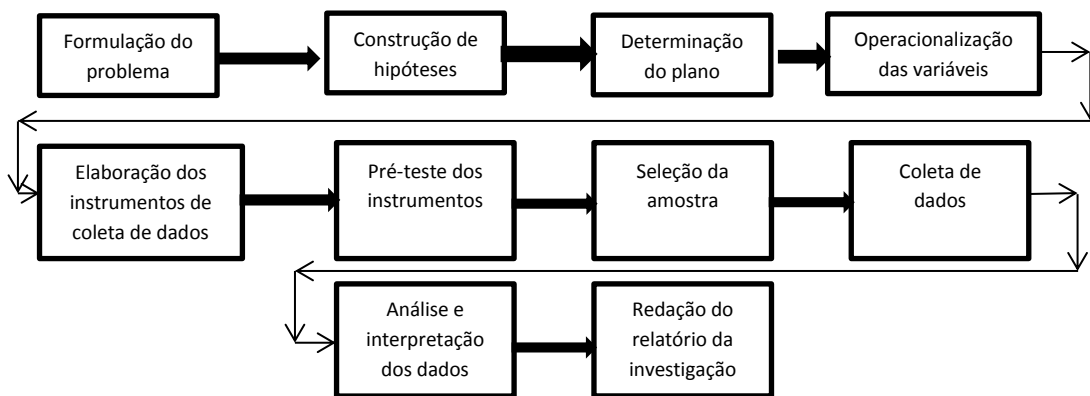 Formulação do
problema
Construção de
hipóteses
Determinação
do plano
Operacionalização
das variáveis
Elaboração dos
instrumentos de
coleta de dados
Pré-teste dos
instrumentos
Seleção da
amostra
Coleta de
dados
Análise e
interpretação
dos dados
Redação do
relatório da
investigação